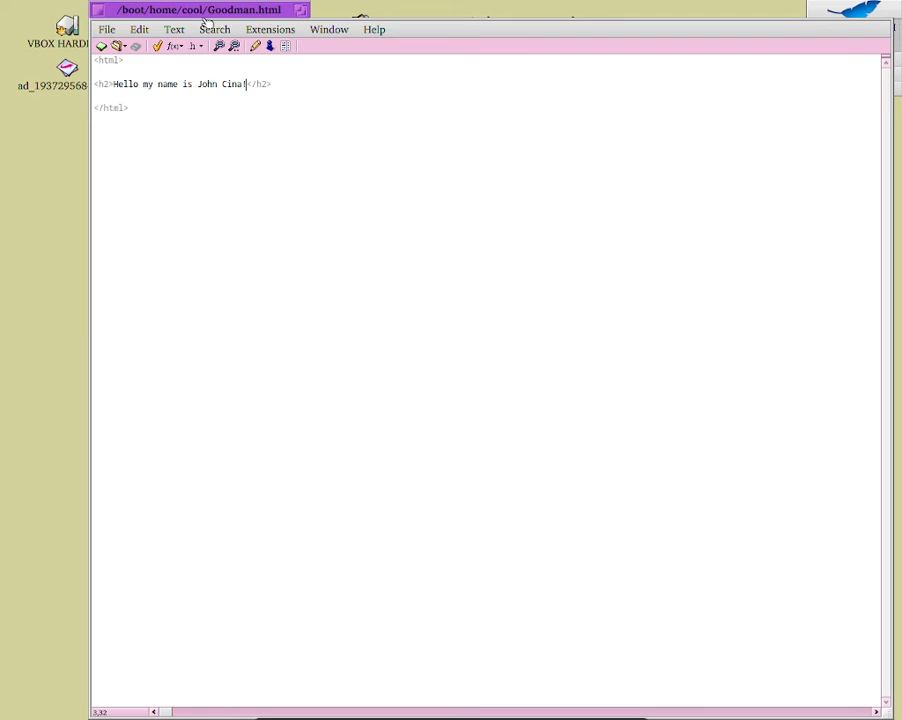 /boot/home/cool/Goodman.html
VBOX HARDI
File Edit Text Search Extensions Window Help
f(x) h
<html>
ad_193729568
<h2>Hello my name is John Cina!</h2>
</html>
3,32